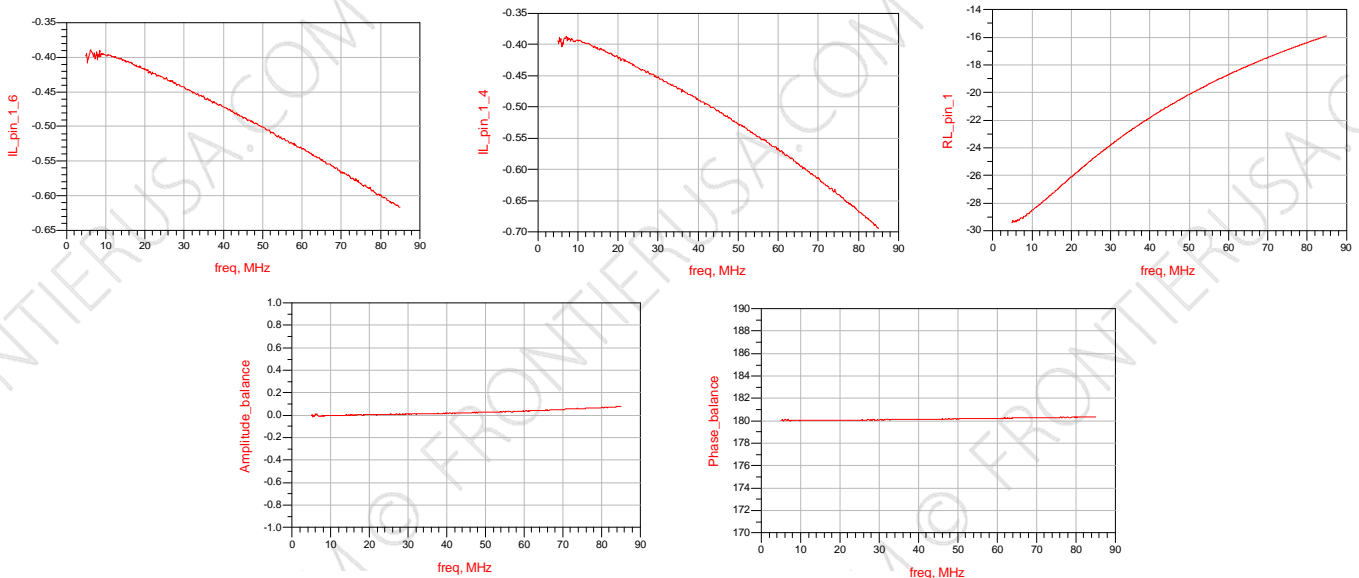 -0.35
-0.40
-0.45
-0.50
-0.55
-0.60
-0.65
IL_pin_1_6
0 10 20 30 40 50 60 70 80 90
freq, MHz
-0.35
-0.40
-0.45
-0.50
-0.55
-0.60
-0.65
-0.70
IL_pin_1_4
0 10 20 30 40 50 60 70 80 90
freq, MHz
-14
-16
-18
-20
-22
-24
-26
-28
-30
RL_pin_1
0 10 20 30 40 50 60 70 80 90
freq, MHz
1.0
0.8
0.6
0.4
0.2
0.0
-0.2
-0.4
-0.6
-0.8
-1.0
Amplitude_balance
0 10 20 30 40 50 60 70 80 90
freq, MHz
190
188
186
184
182
180
178
176
174
172
170
Phase_balance
0 10 20 30 40 50 60 70 80 90
freq, MHz
NTIERUSA.COM
M © FRONTIERUSA.COM
M © FRONTIERUSA.C